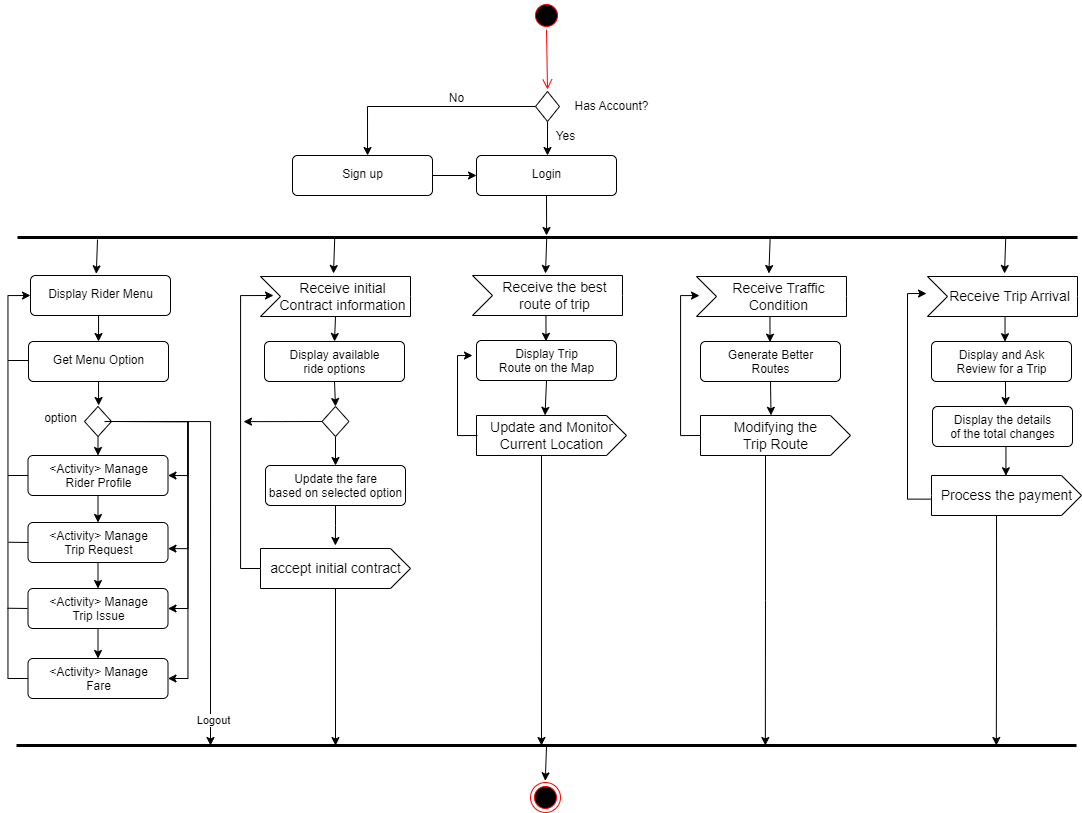 No
Has Account?
Yes
Sign up
Login
Display Rider Menu
Get Menu Option
option
<Activity> Manage
Rider Profile
<Activity> Manage
Trip Request
<Activity> Manage
Trip Issue
<Activity> Manage
Fare
Logout
Receive initial
Contract information
Display available
ride options
Update the fare
based on selected option
accept initial contract
Receive the best
route of trip
Display Trip
Route on the Map
Update and Monitor
Current Location
Receive Traffic
Condition
Generate Better
Routes
Modifying the
Trip Route
Receive Trip Arrival
Display and Ask
Review for a Trip
Display the details
of the total changes
Process the payment